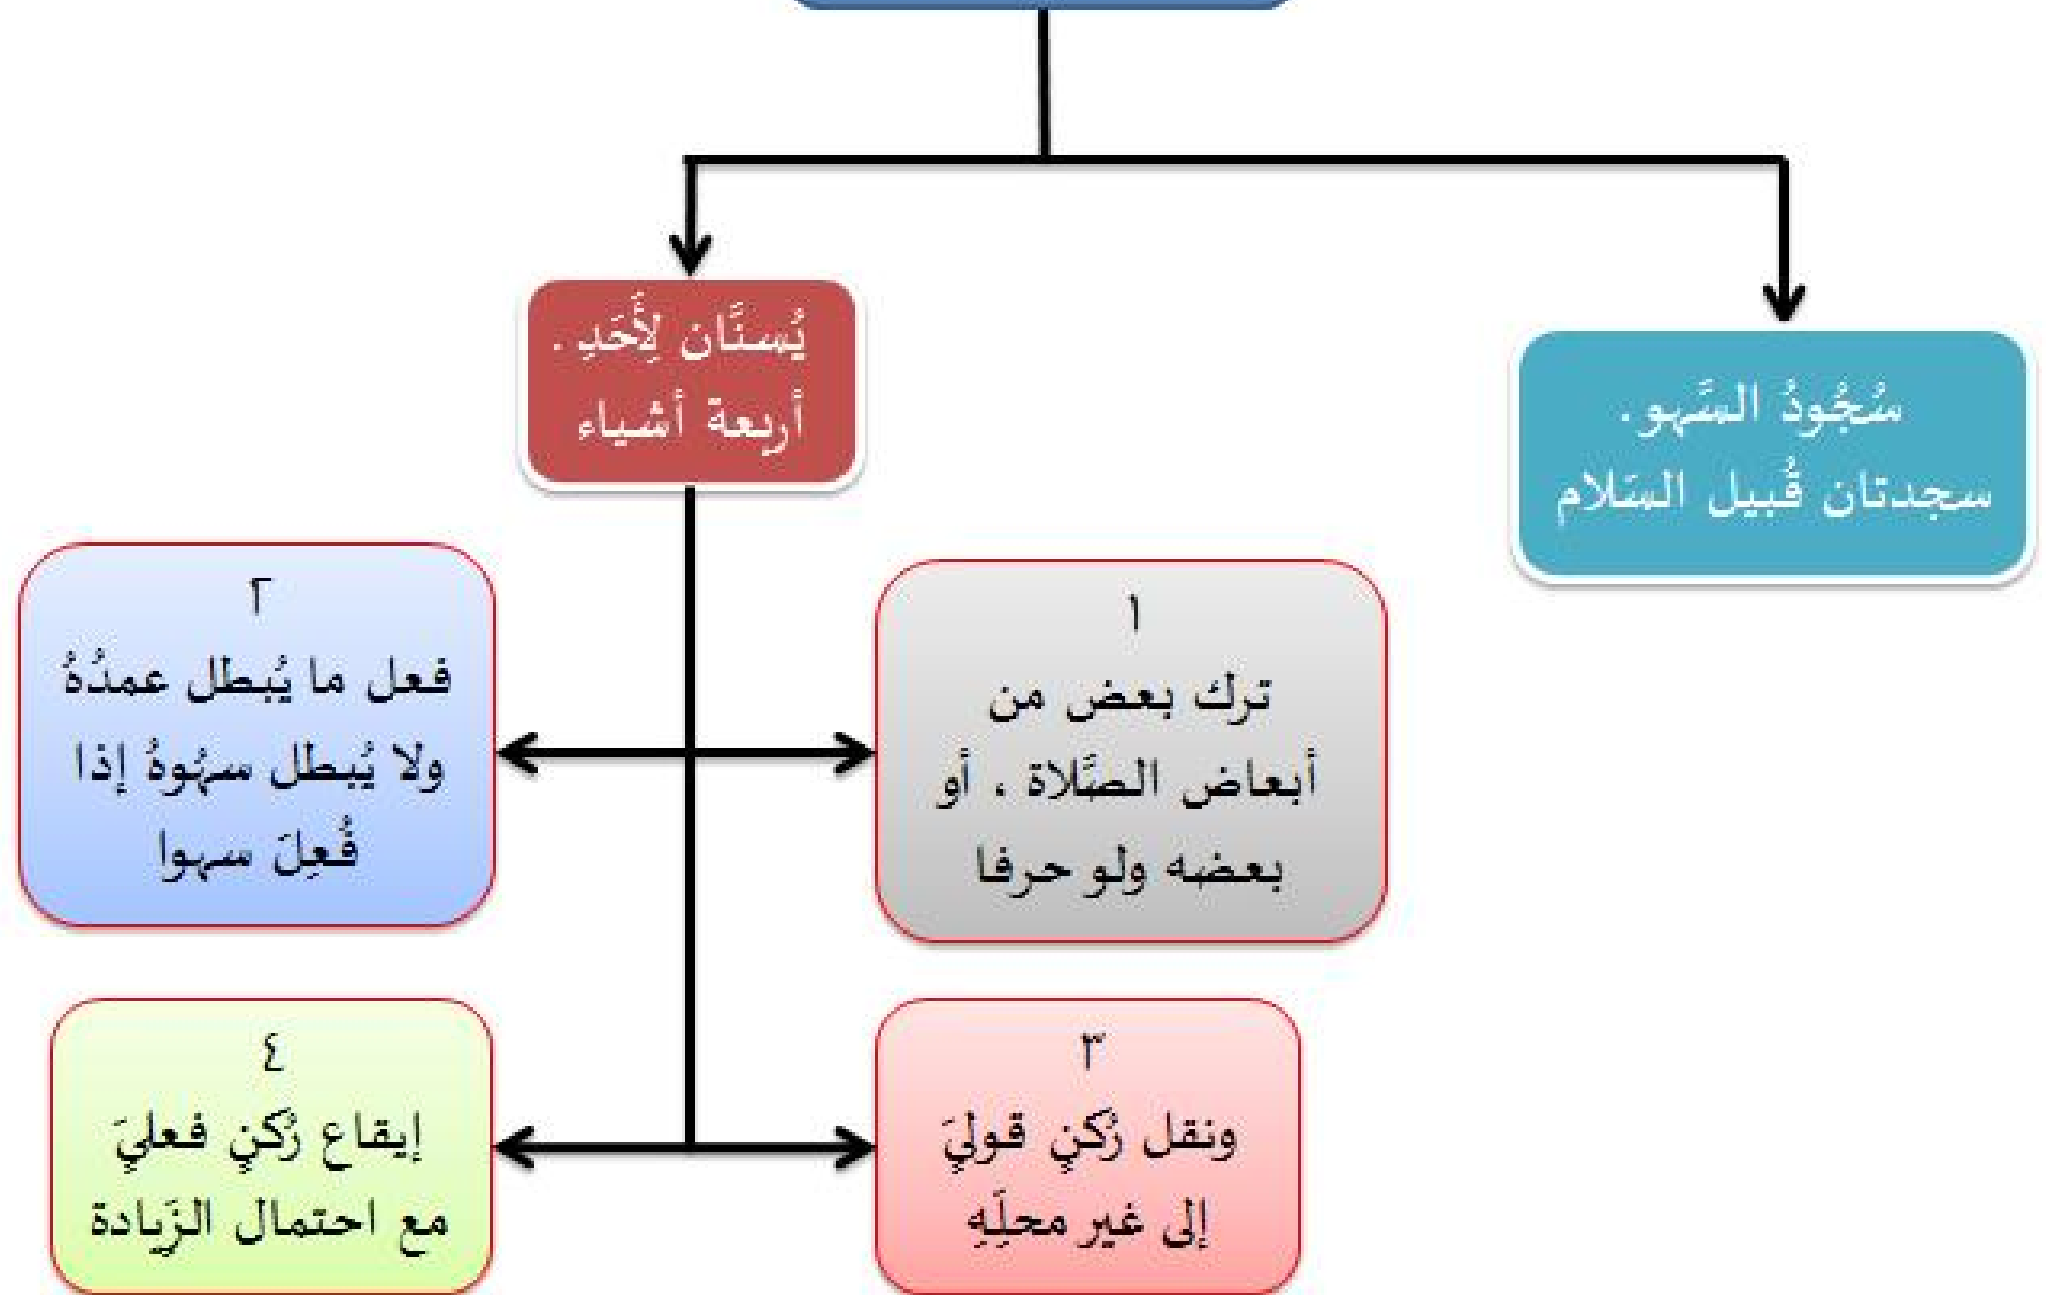 سُجُودُ السَّهو.
سجدتان قُبيل السَلام
يُسنَّان لِأَحَدِ.
أربعة أشياء
١
ترك بعض من
أبعاض الصَّلاة ، أو
بعضه ولو حرفا
٢
فعل ما يُبطل عمدُهُ
ولا يُبطل سهُوهُ إذا
فُعِلَ سهوا
٣
ونقل رُكنٍ قوليَ
إلى غير محلِّهِ
٤
إيقاع رُكنٍ فعليَ
مع احتمال الزَيادة